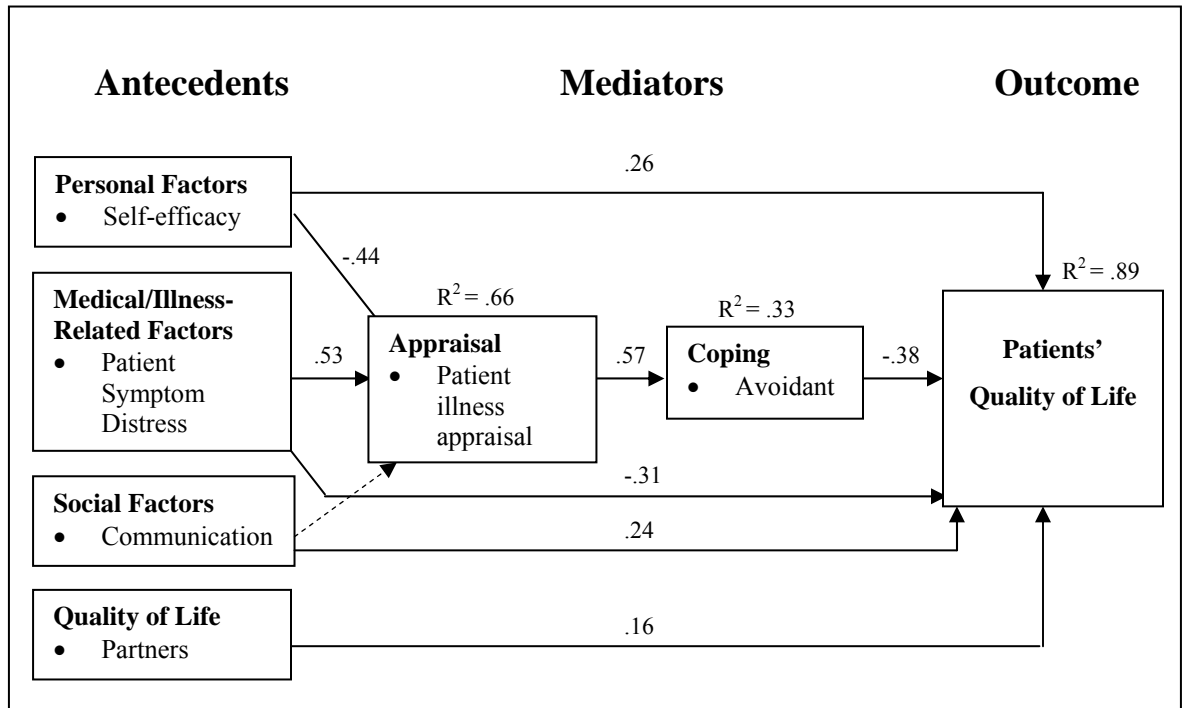 Antecedents Mediators Outcome
Personal Factors
• Self-efficacy
.26
-.44
Medical/Illness-
Related Factors
• Patient
Symptom
Distress
.53
R² = .66
Appraisal
• Patient
illness
appraisal
.57
R² = .33
Coping
• Avoidant
-.38
R² = .89
Patients’
Quality of Life
-.31
Social Factors
• Communication
.24
Quality of Life
• Partners
.16